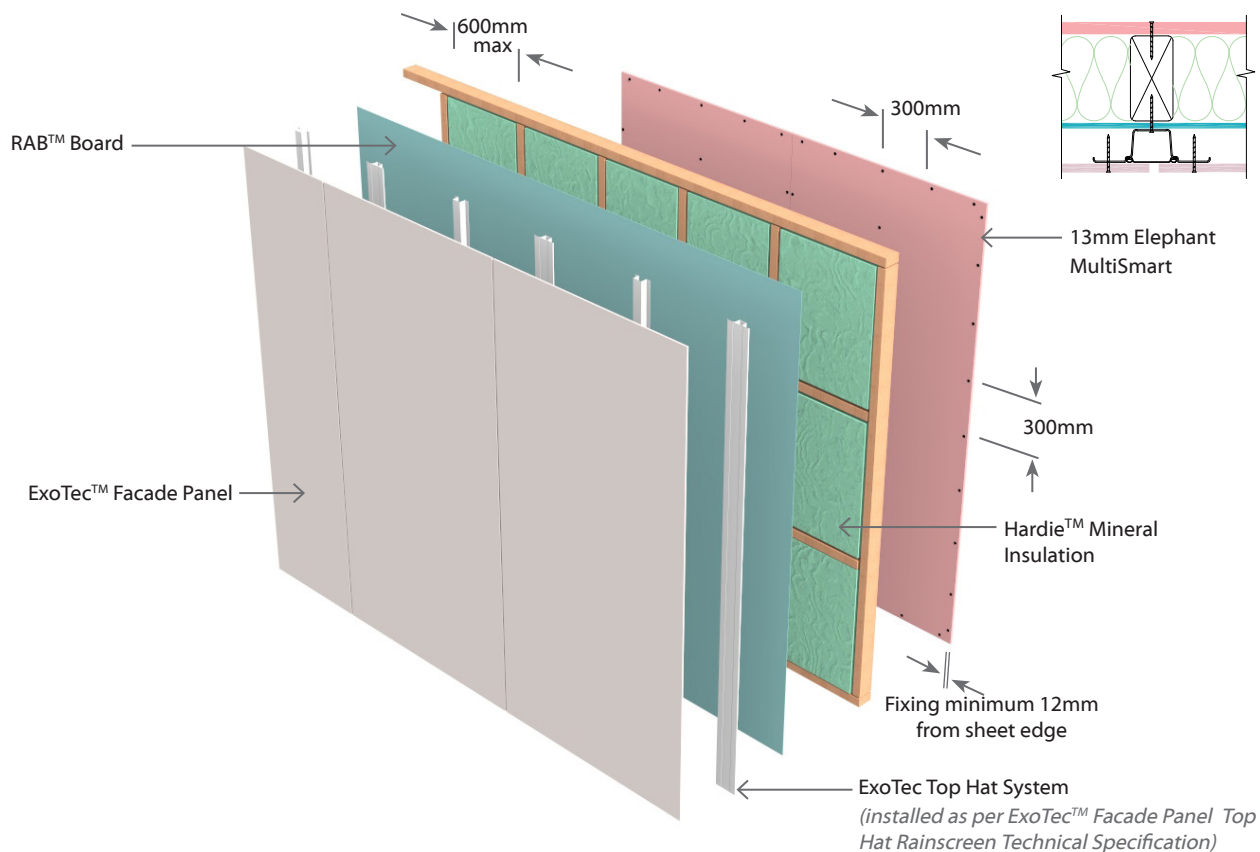 600mm
max
300mm
RAB™ Board
13mm Elephant
MultiSmart
300mm
ExoTec™ Facade Panel
Hardie™ Mineral
Insulation
Fixing minimum 12mm
from sheet edge
ExoTec Top Hat System
(installed as per ExoTec™ Facade Panel Top
Hat Rainscreen Technical Specification)